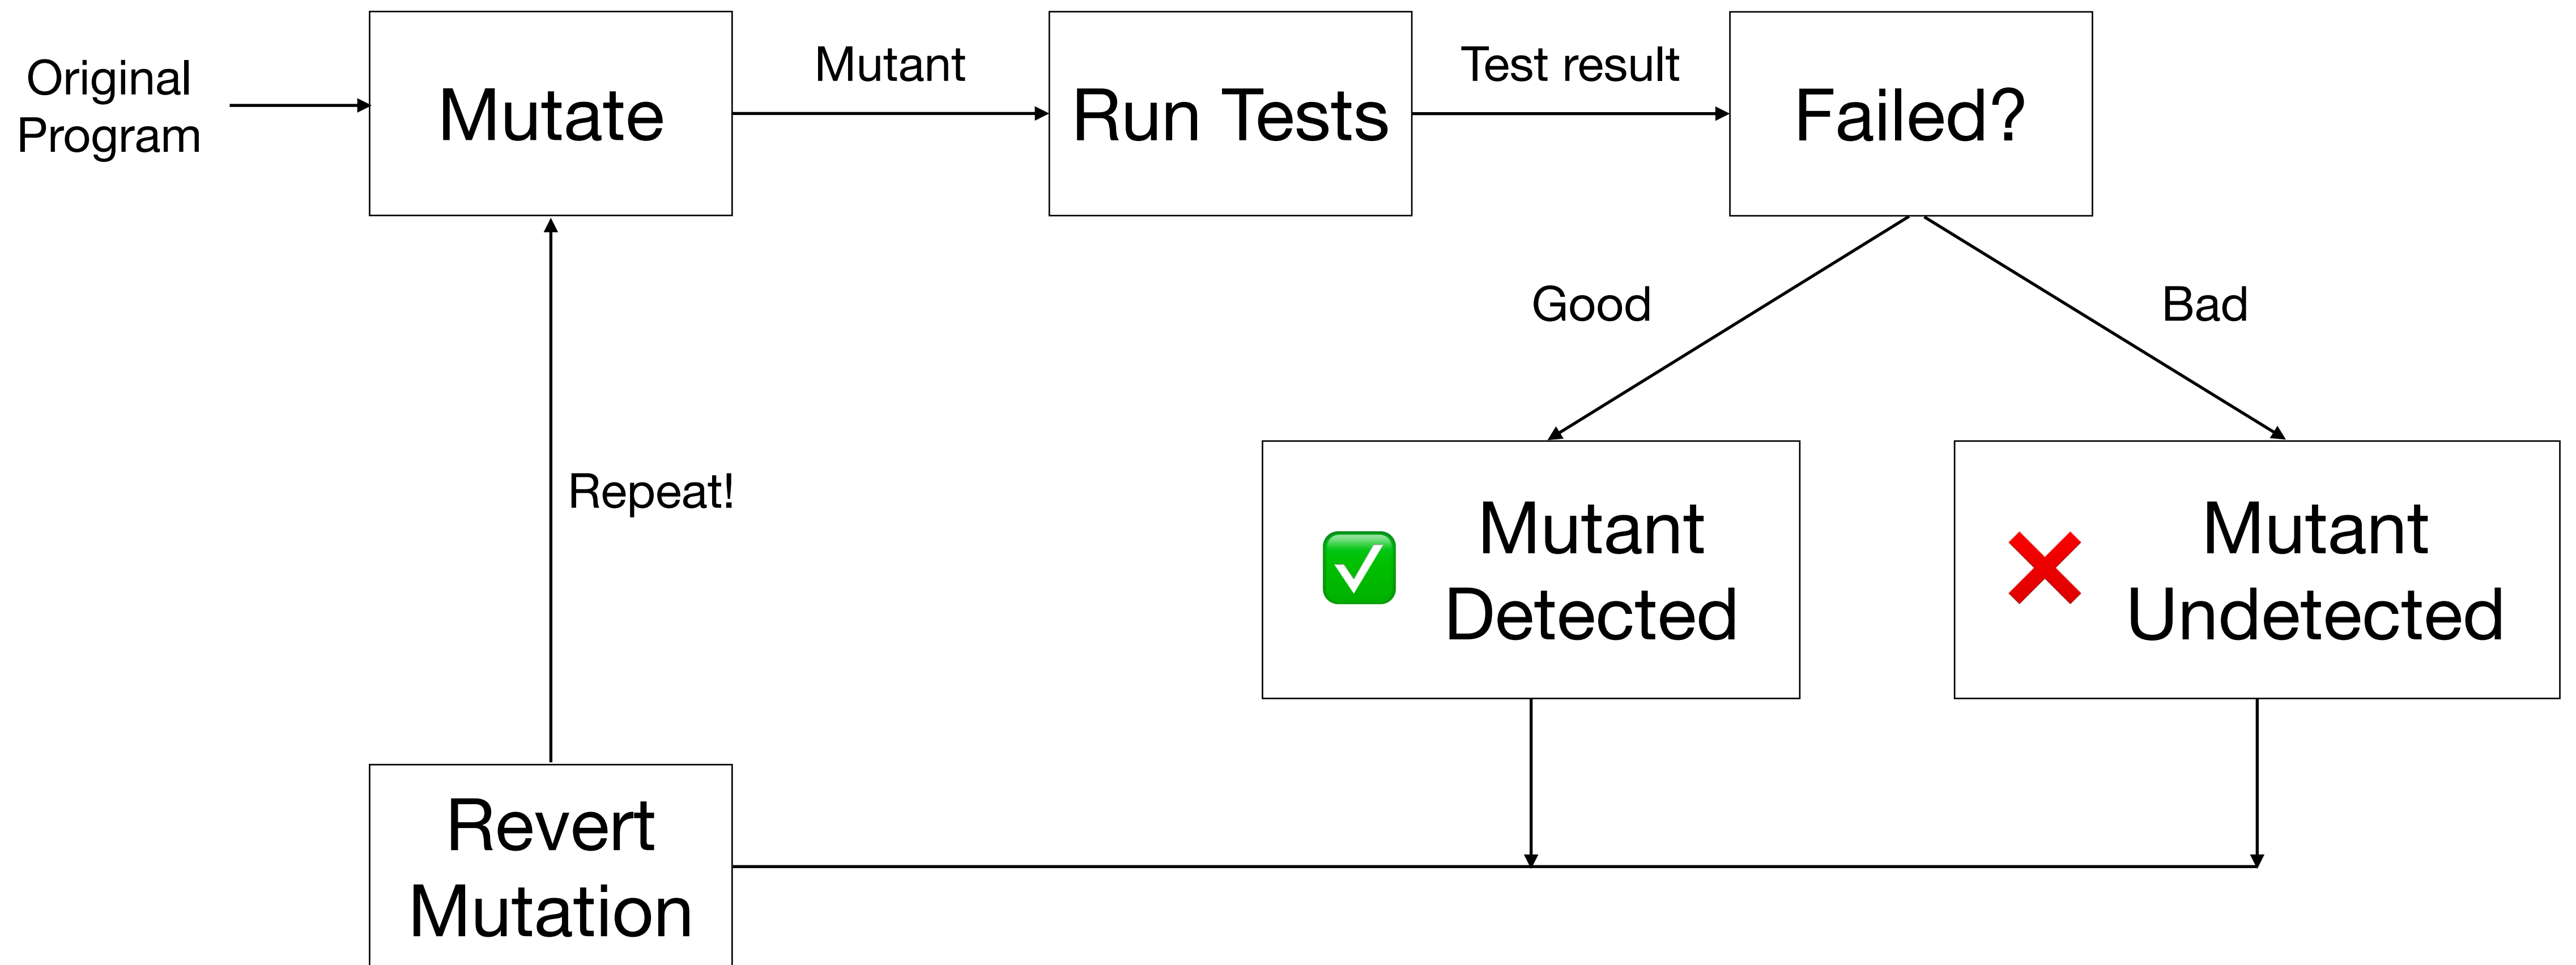 Original
Program
Mutate
Mutant
Run Tests
Test result
Failed?
Good
Bad
Repeat!
Mutant
Detected
Mutant
Undetected
Revert
Mutation